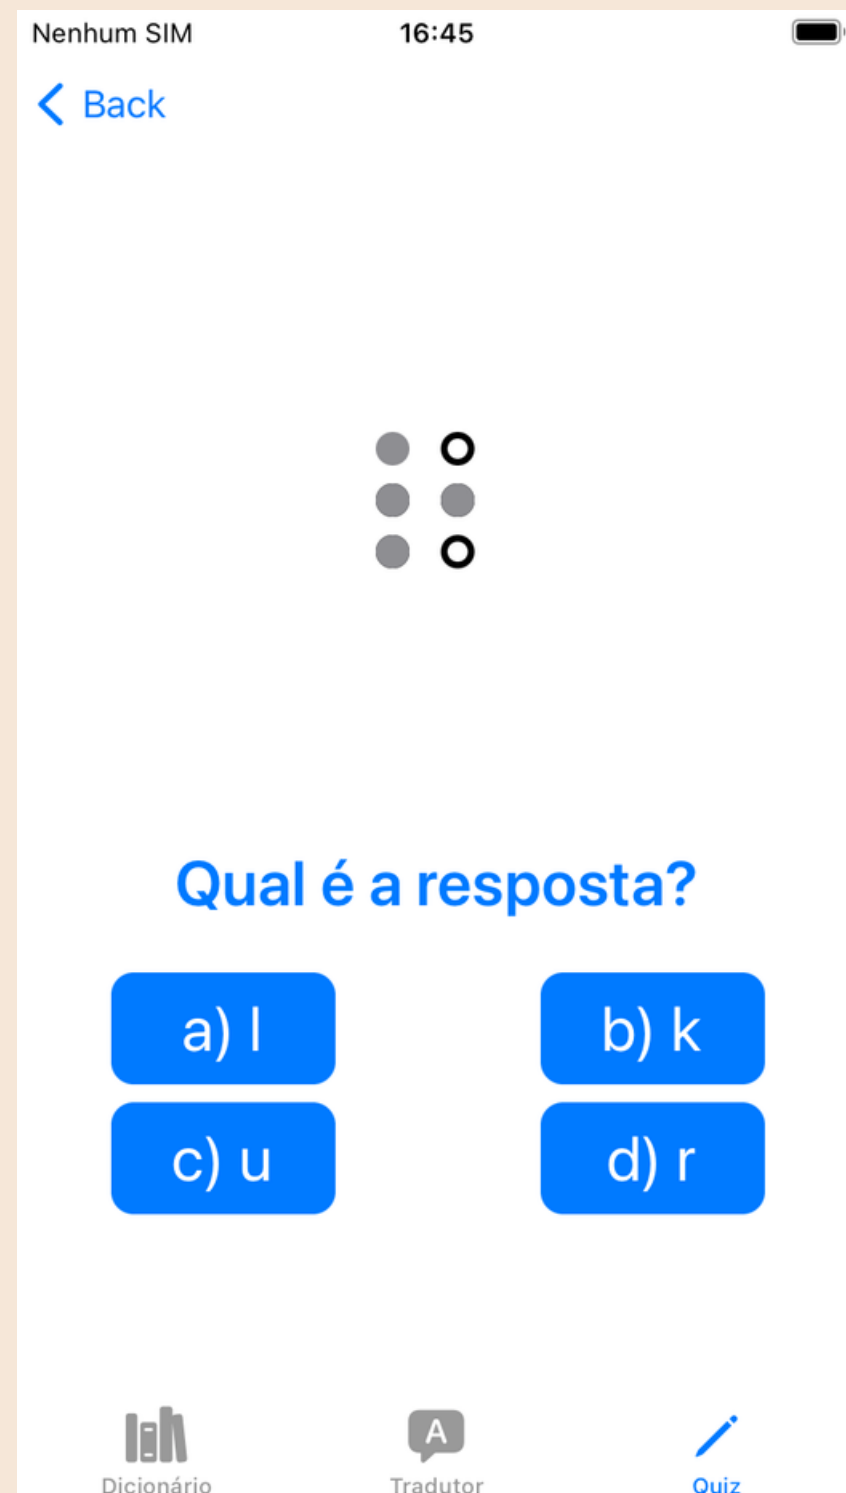 Nenhum SIM 16:45
Back
Qual é a resposta?
a) l b) k
c) u d) r
A
Dicionário Tradutor Quiz